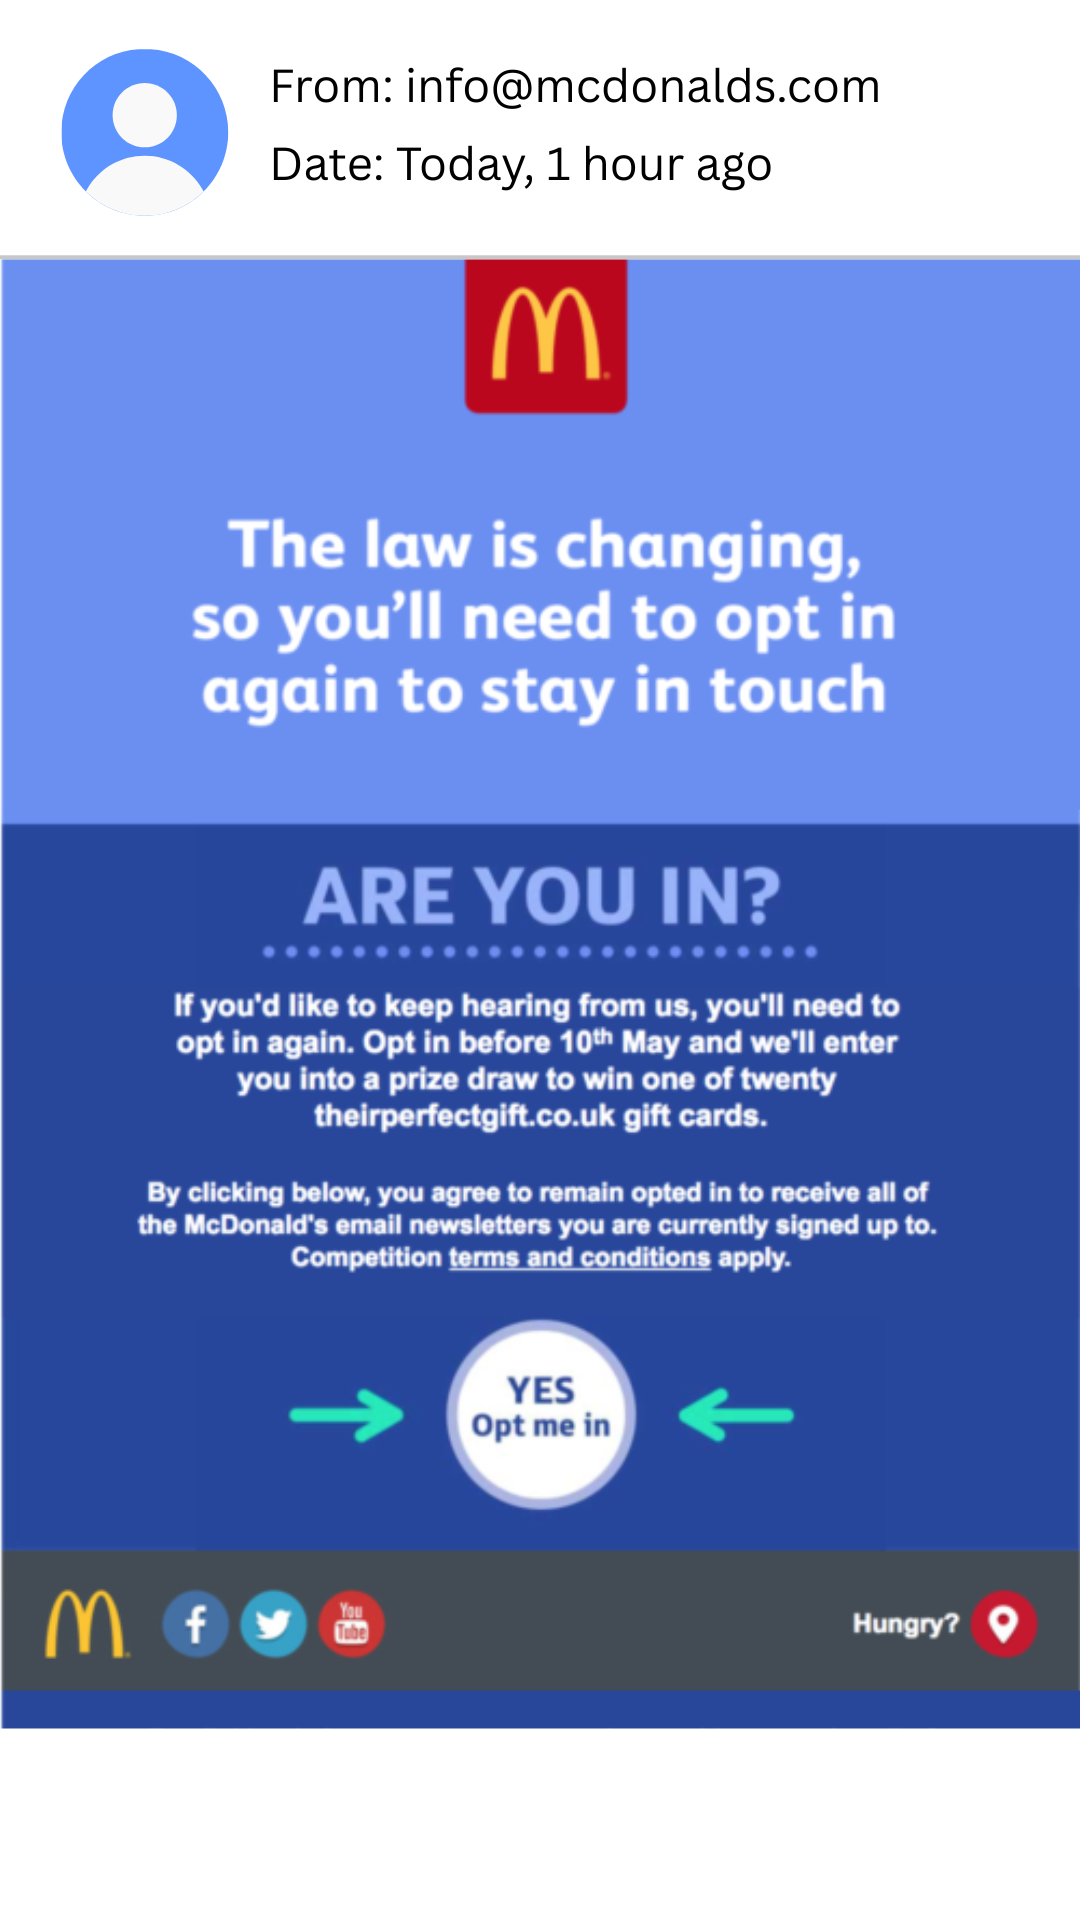 From: info@mcdonalds.com
Date: Today, 1 hour ago
The law is changing,
so you'll need to opt in
again to stay in touch
ARE YOU IN?
If you'd like to keep hearing from us, you'll need to
opt in again. Opt in before 10th May and we'll enter
you into a prize draw to win one of twenty
theirperfectgift.co.uk gift cards.
By clicking below, you agree to remain opted in to receive all of
the McDonald's email newsletters you are currently signed up to.
Competition terms and conditions apply.
YES
Opt me in
You
Tube
Hungry?